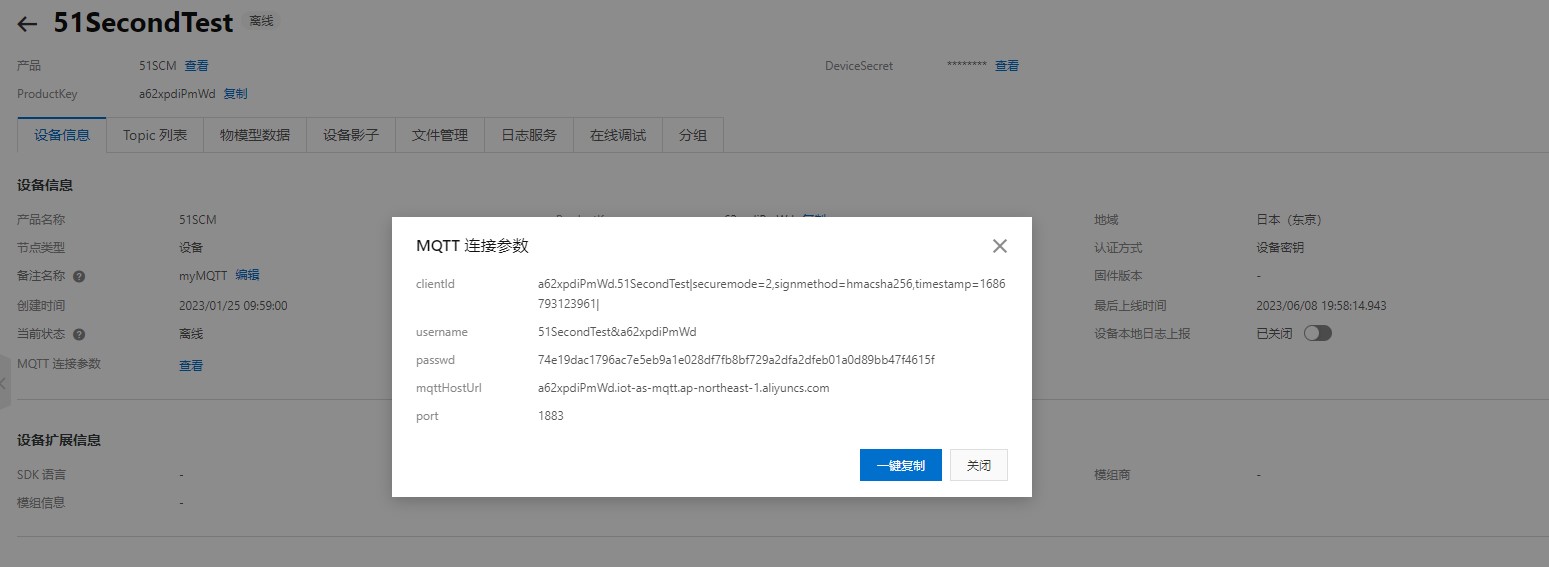 51SecondTest 离线
产品 51SCM 查看 DeviceSecret ******** 查看
ProductKey a62xpdiPmWd 复制
设备信息 Topic 列表 物模型数据 设备影子 文件管理 日志服务 在线调试 分组
设备信息
产品名称 51SCM 地域 日本（东京）
节点类型 设备 认证方式 设备密钥
备注名称 myMQTT 编辑 固件版本 -
创建时间 2023/01/25 09:59:00 最后上线时间 2023/06/08 19:58:14.943
当前状态 离线 设备本地日志上报 已关闭
MQTT 连接参数 查看
MQTT 连接参数
clientId a62xpdiPmWd.51SecondTest|securemode=2,signmethod=hmacsha256,timestamp=1686
793123961|
username 51SecondTest&a62xpdiPmWd
passwd 74e19dac1796ac7e5eb9a1e028df7fb8bf729a2dfa2dfeb01a0d89bb47f4615f
mqttHostUrl a62xpdiPmWd.iot-as-mqtt.ap-northeast-1.aliyuncs.com
port 1883
一键复制 关闭
设备扩展信息
SDK 语言 - 模组商 -
模组信息 -